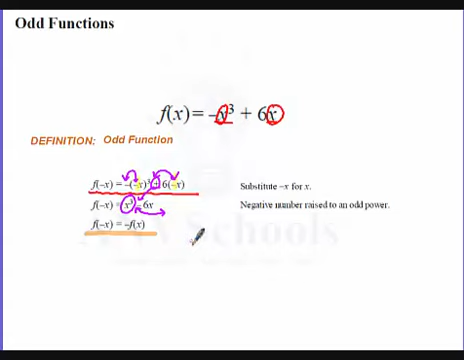 Odd Functions
f(x) = –x³ + 6x
DEFINITION: Odd Function
f(–x) = –(–x)³ + 6(–x) Substitute –x for x.
f(–x) = x³ – 6x Negative number raised to an odd power.
f(–x) = –f(x)
Schools